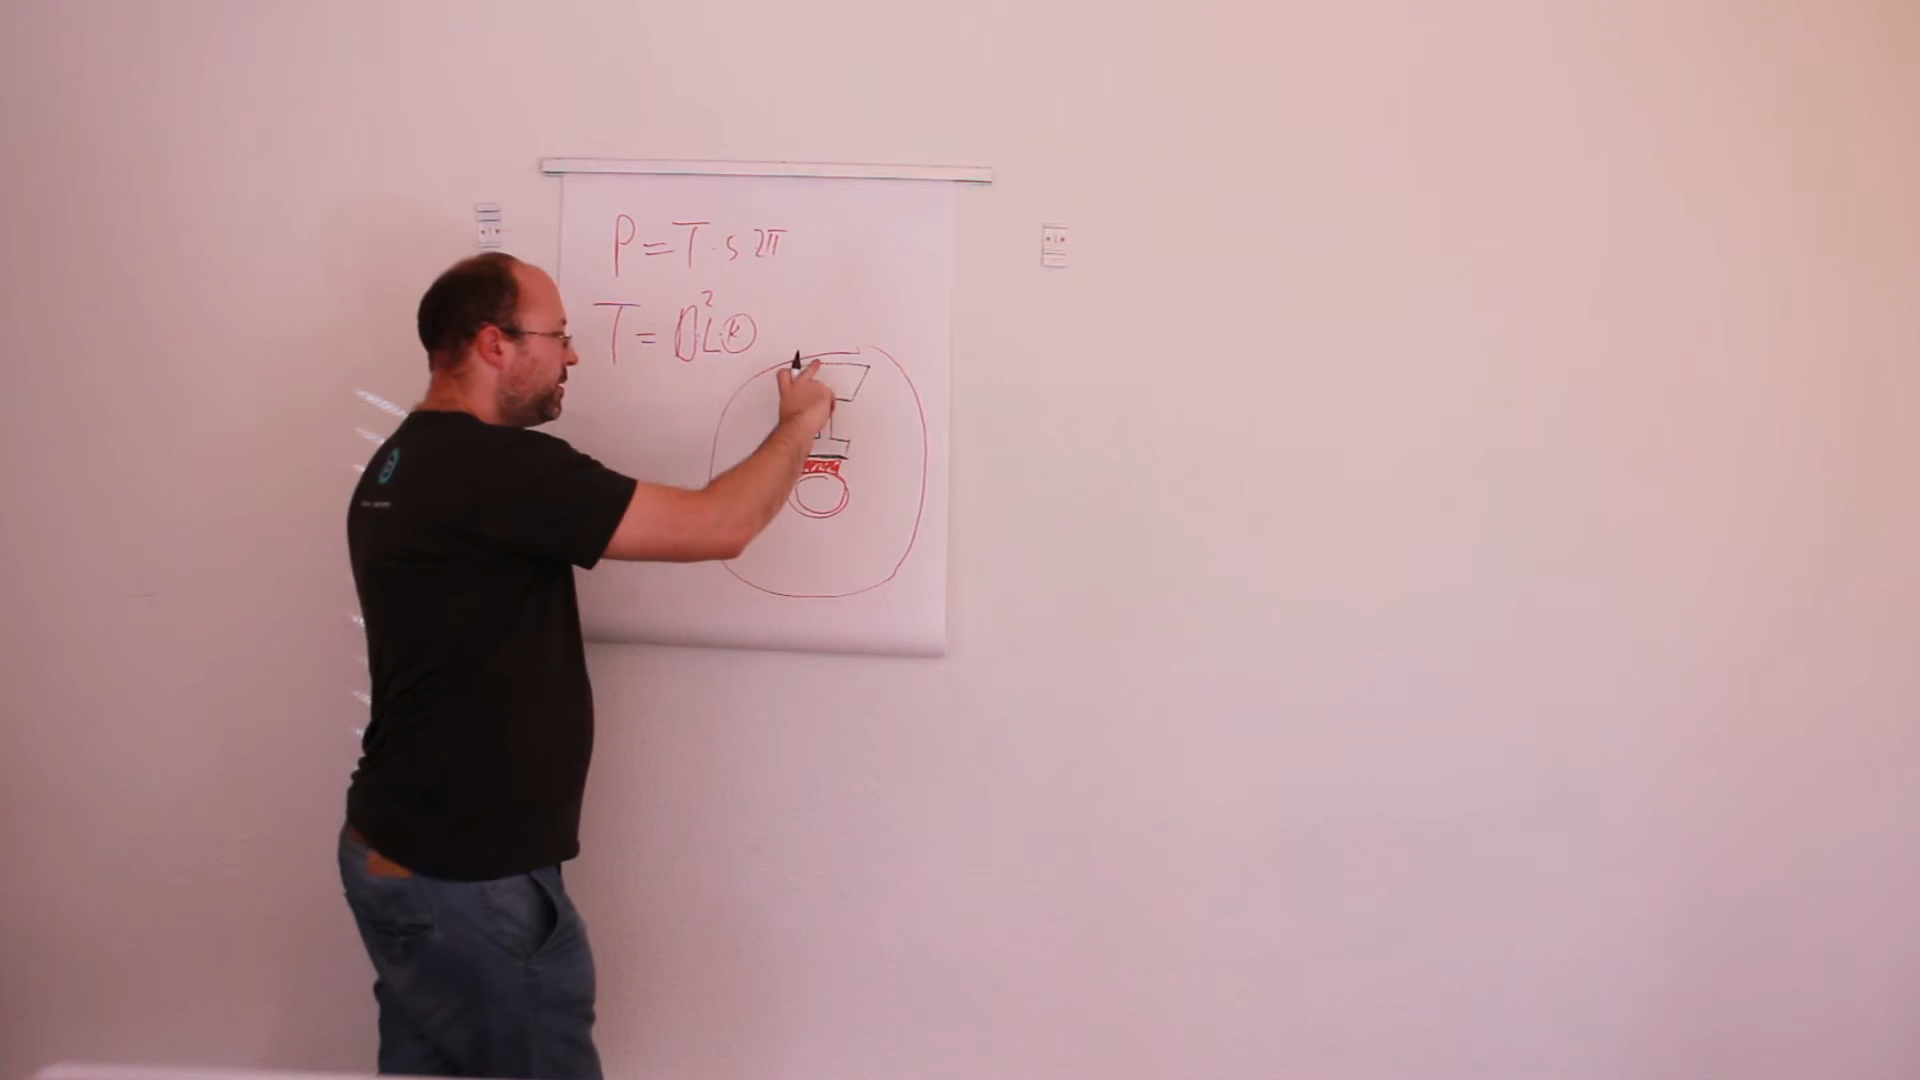 P = T · s 2π
T = D²L·k